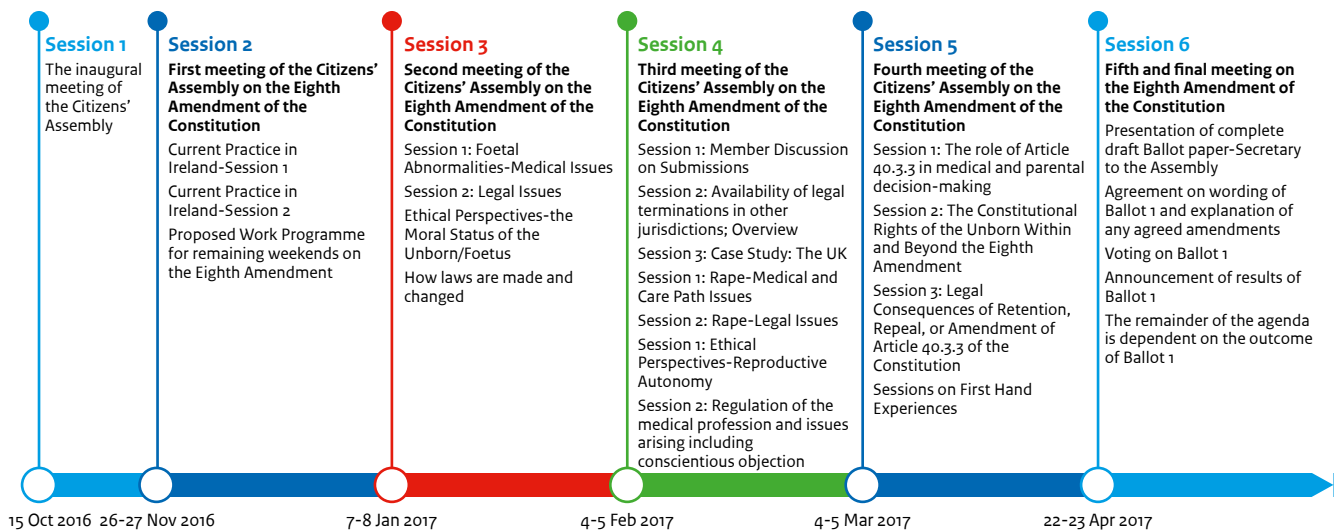 Session 1
The inaugural
meeting of
the Citizens’
Assembly
Session 2
First meeting of the Citizens’
Assembly on the Eighth
Amendment of the
Constitution
Current Practice in
Ireland-Session 1
Current Practice in
Ireland-Session 2
Proposed Work Programme
for remaining weekends on
the Eighth Amendment
Session 3
Second meeting of the
Citizens’ Assembly on the
Eighth Amendment of the
Constitution
Session 1: Foetal
Abnormalities-Medical Issues
Session 2: Legal Issues
Ethical Perspectives-the
Moral Status of the
Unborn/Foetus
How laws are made and
changed
Session 4
Third meeting of the
Citizens’ Assembly on the
Eighth Amendment of the
Constitution
Session 1: Member Discussion
on Submissions
Session 2: Availability of legal
terminations in other
jurisdictions; Overview
Session 3: Case Study: The UK
Session 1: Rape-Medical and
Care Path Issues
Session 2: Rape-Legal Issues
Session 1: Ethical
Perspectives-Reproductive
Autonomy
Session 2: Regulation of the
medical profession and issues
arising including
conscientious objection
Session 5
Fourth meeting of the
Citizens’ Assembly on the
Eighth Amendment of the
Constitution
Session 1: The role of Article
40.3.3 in medical and parental
decision-making
Session 2: The Constitutional
Rights of the Unborn Within
and Beyond the Eighth
Amendment
Session 3: Legal
Consequences of Retention,
Repeal, or Amendment of
Article 40.3.3 of the
Constitution
Sessions on First Hand
Experiences
Session 6
Fifth and final meeting on
the Eighth Amendment of
the Constitution
Presentation of complete
draft Ballot paper-Secretary
to the Assembly
Agreement on wording of
Ballot 1 and explanation of
any agreed amendments
Voting on Ballot 1
Announcement of results of
Ballot 1
The remainder of the agenda
is dependent on the outcome
of Ballot 1
15 Oct 2016
26-27 Nov 2016
7-8 Jan 2017
4-5 Feb 2017
4-5 Mar 2017
22-23 Apr 2017